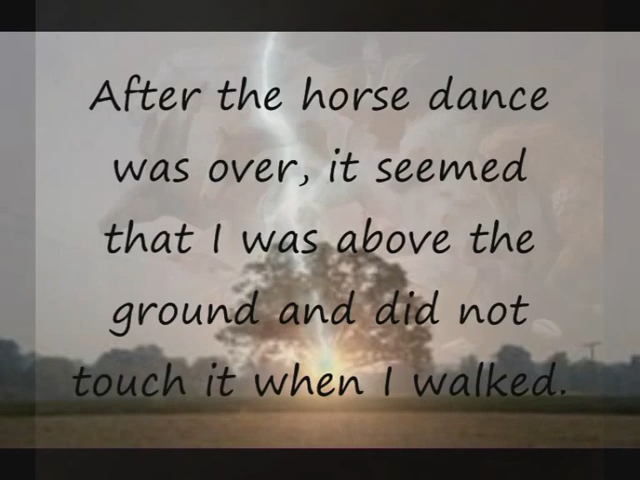 After the horse dance
was over, it seemed
that I was above the
ground and did not
touch it when I walked.